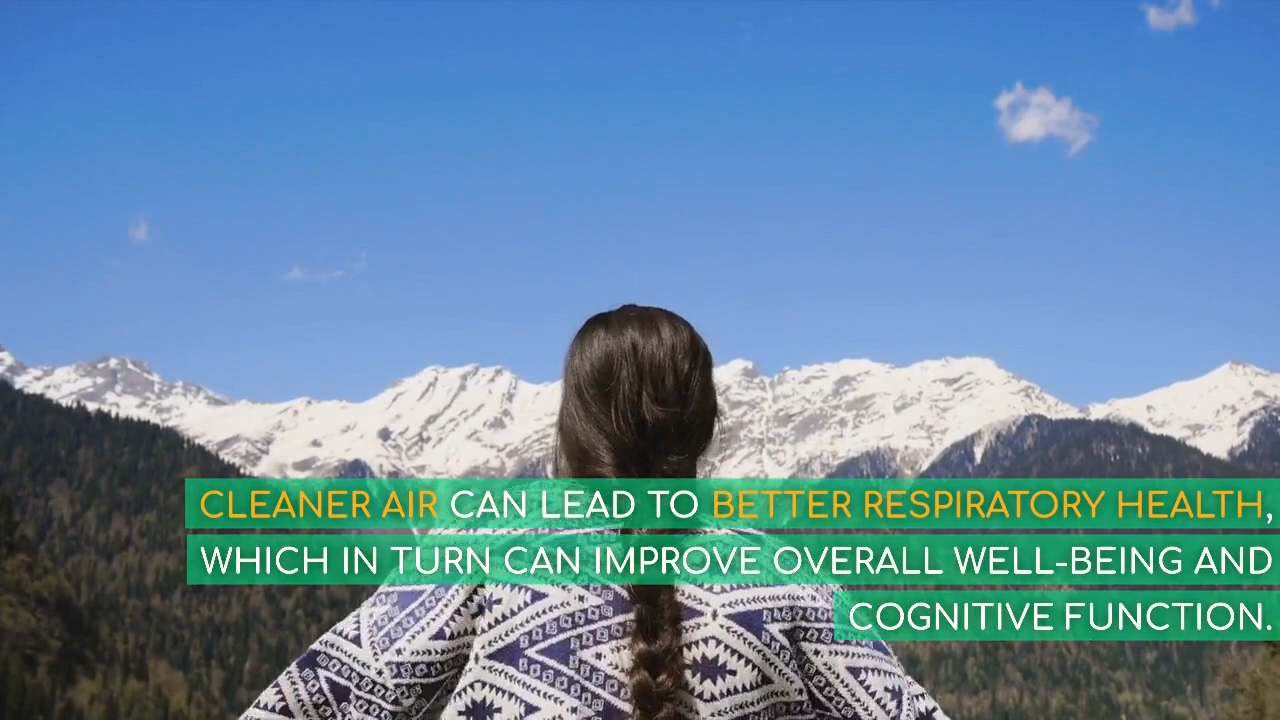 CLEANER AIR CAN LEAD TO BETTER RESPIRATORY HEALTH,
WHICH IN TURN CAN IMPROVE OVERALL WELL-BEING AND
COGNITIVE FUNCTION.